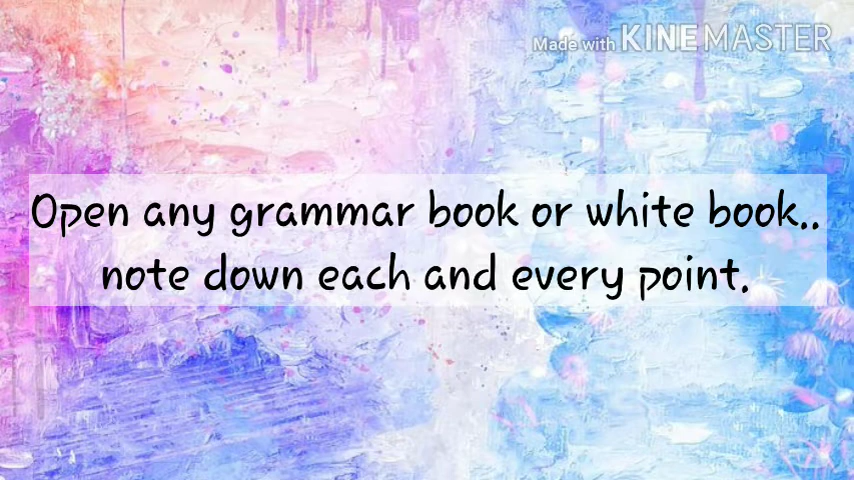 Made with KINEMASTER
Open any grammar book or white book..
note down each and every point.